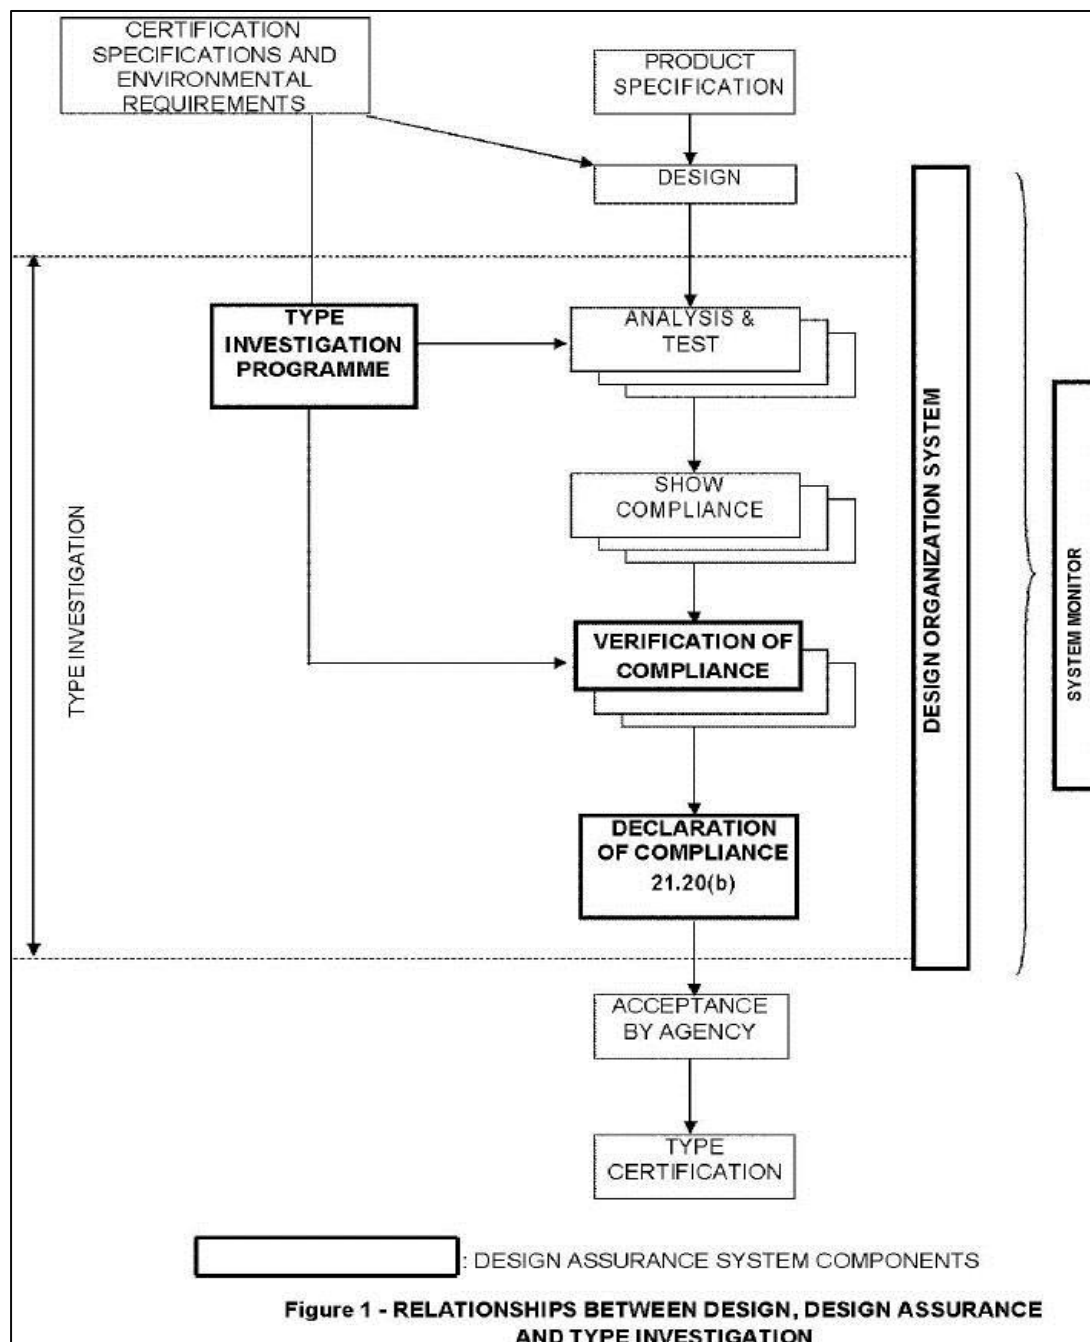 CERTIFICATION
SPECIFICATIONS AND
ENVIRONMENTAL
REQUIREMENTS
PRODUCT
SPECIFICATION
DESIGN
TYPE
INVESTIGATION
PROGRAMME
ANALYSIS &
TEST
SHOW
COMPLIANCE
VERIFICATION OF
COMPLIANCE
DECLARATION
OF COMPLIANCE
21.20(b)
ACCEPTANCE
BY AGENCY
TYPE
CERTIFICATION
TYPE INVESTIGATION
DESIGN ORGANIZATION SYSTEM
SYSTEM MONITOR
: DESIGN ASSURANCE SYSTEM COMPONENTS
Figure 1 - RELATIONSHIPS BETWEEN DESIGN, DESIGN ASSURANCE
AND TYPE INVESTIGATION